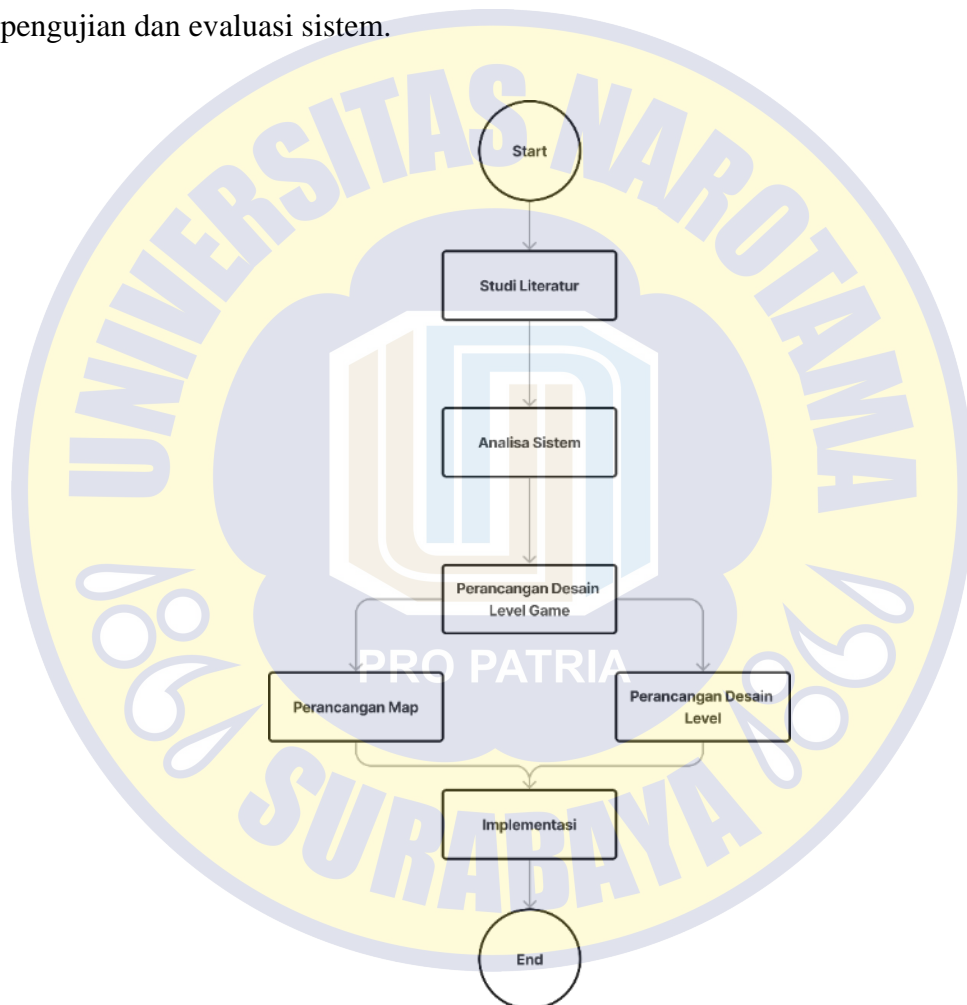 pengujian dan evaluasi sistem.
UNIVERSITAS NAROTAMA
Start
Studi Literatur
Analisa Sistem
Perancangan Desain
Level Game
PRO PATRIA
Perancangan Map
Perancangan Desain
Level
Implementasi
SURABAYA
End